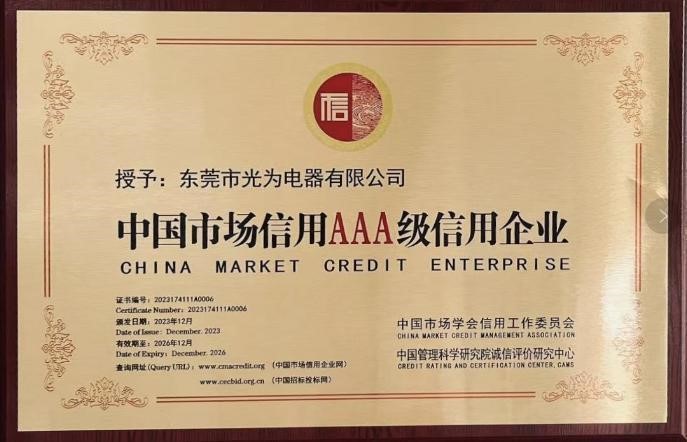 信
授予：东莞市光为电器有限公司
中国市场信用AAA级信用企业
CHINA MARKET CREDIT ENTERPRISE
证书编号：2023174111A0006
Certificate Number：2023174111A0006
颁发日期：2023年12月
Date of Issue：December. 2023
有效期至：2026年12月
Date of Expiry：December. 2026
查询网址(Query URL)：www.cmacredit.org （中国市场信用企业网）
www.cecbid.org.cn （中国招标投标网）
中国市场学会信用工作委员会
CHINA MARKET CREDIT MANAGEMENT ASSOCIATION
中国管理科学研究院诚信评价研究中心
CREDIT RATING AND CERTIFICATION CENTER, CAMS